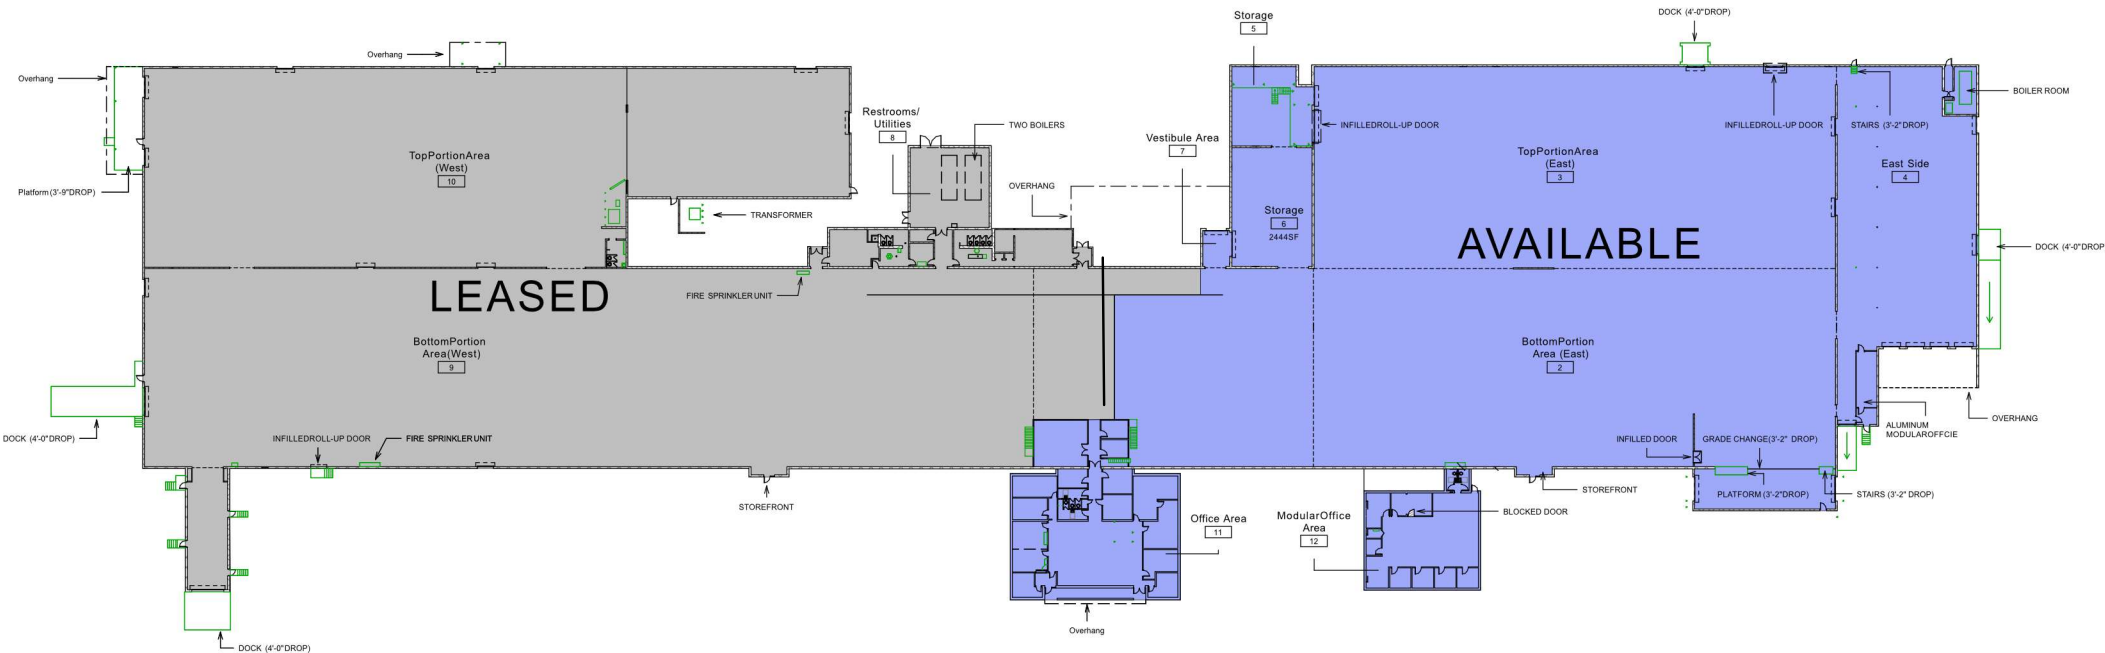 DOCK (4'-0"DROP)
Storage
5
Overhang
Overhang
BOILER ROOM
Restrooms/
Utilities
8
TWO BOILERS
Vestibule Area
7
INFILLEDROLL-UP DOOR
INFILLEDROLL-UP DOOR
STAIRS (3'-2"DROP)
TopPortionArea
(West)
10
TopPortionArea
(East)
3
East Side
4
Platform(3'-9"DROP)
OVERHANG
TRANSFORMER
Storage
6
2444SF
AVAILABLE
DOCK (4'-0"DROP
LEASED
FIRE SPRINKLER UNIT
BottomPortion
Area(West)
9
BottomPortion
Area (East)
2
DOCK (4'-0"DROP)
INFILLEDROLL-UP DOOR
FIRE SPRINKLER UNIT
INFILLED DOOR
GRADE CHANGE(3'-2" DROP)
ALUMINUM
MODULAROFFCIE
OVERHANG
STOREFRONT
STOREFRONT
PLATFORM (3'-2"DROP)
STAIRS (3'-2" DROP)
Office Area
11
ModularOffice
Area
12
BLOCKED DOOR
Overhang
DOCK (4'-0"DROP)